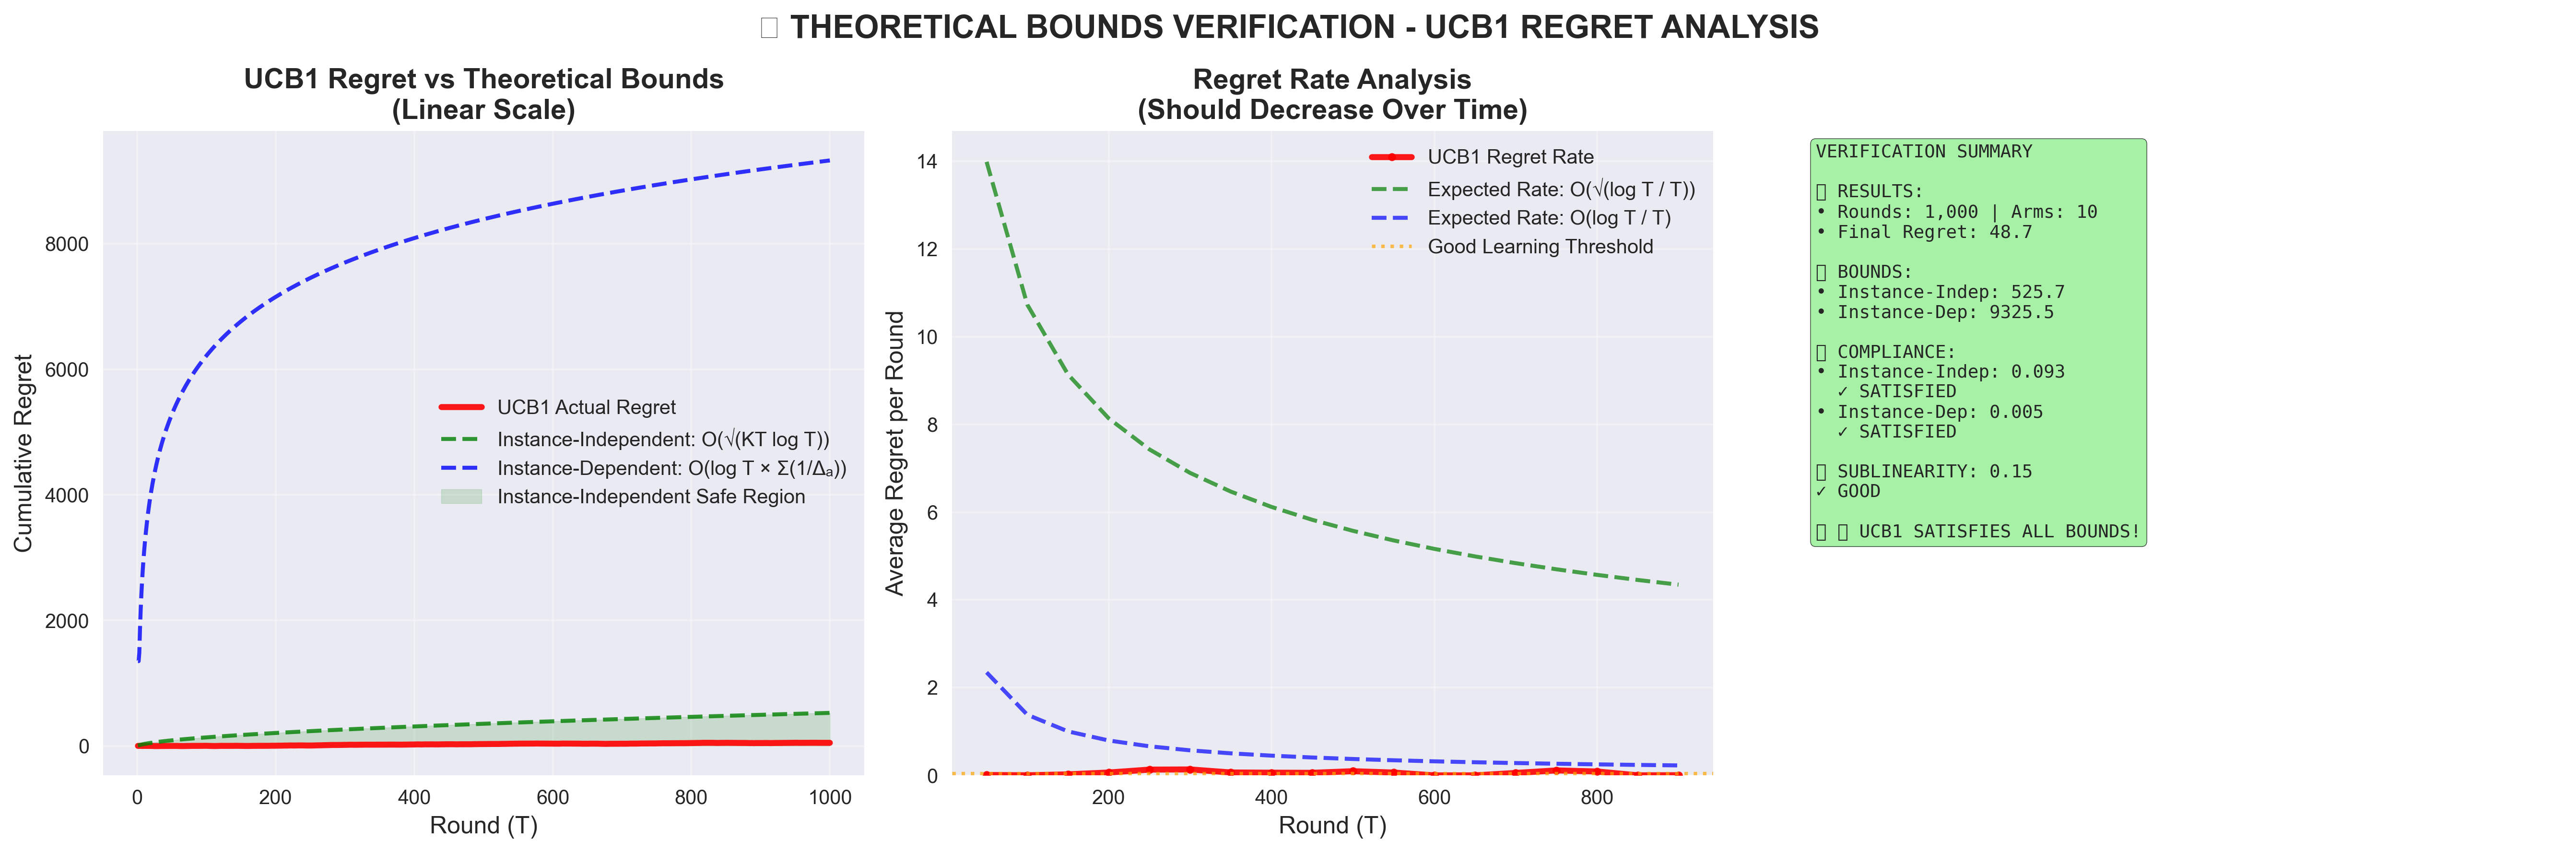 ▯ THEORETICAL BOUNDS VERIFICATION - UCB1 REGRET ANALYSIS
UCB1 Regret vs Theoretical Bounds
(Linear Scale)
Cumulative Regret
8000
6000
4000
2000
0
0 200 400 600 800 1000
Round (T)
UCB1 Actual Regret
Instance-Independent: O(√(KT log T))
Instance-Dependent: O(log T × Σ(1/Δₐ))
Instance-Independent Safe Region
Regret Rate Analysis
(Should Decrease Over Time)
Average Regret per Round
14
12
10
8
6
4
2
0
200 400 600 800
Round (T)
UCB1 Regret Rate
Expected Rate: O(√(log T / T))
Expected Rate: O(log T / T)
Good Learning Threshold
VERIFICATION SUMMARY
▯ RESULTS:
• Rounds: 1,000 | Arms: 10
• Final Regret: 48.7
▯ BOUNDS:
• Instance-Indep: 525.7
• Instance-Dep: 9325.5
▯ COMPLIANCE:
• Instance-Indep: 0.093
✓ SATISFIED
• Instance-Dep: 0.005
✓ SATISFIED
▯ SUBLINEARITY: 0.15
✓ GOOD
▯ ▯ UCB1 SATISFIES ALL BOUNDS!